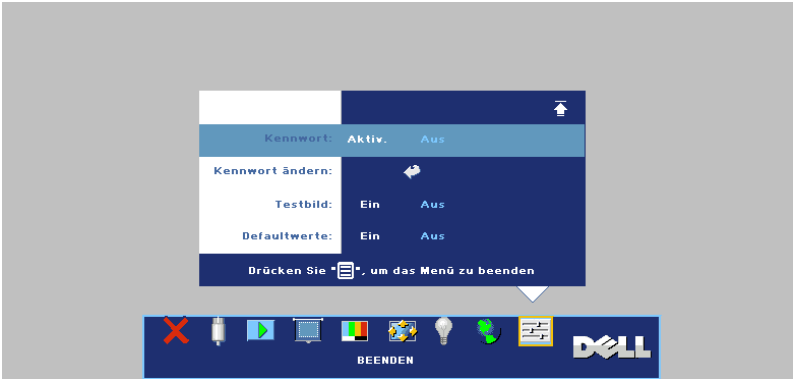 Kennwort: Aktiv. Aus
Kennwort ändern:
Testbild: Ein Aus
Defaultwerte: Ein Aus
Drücken Sie "", um das Menü zu beenden
BEENDEN
DELL